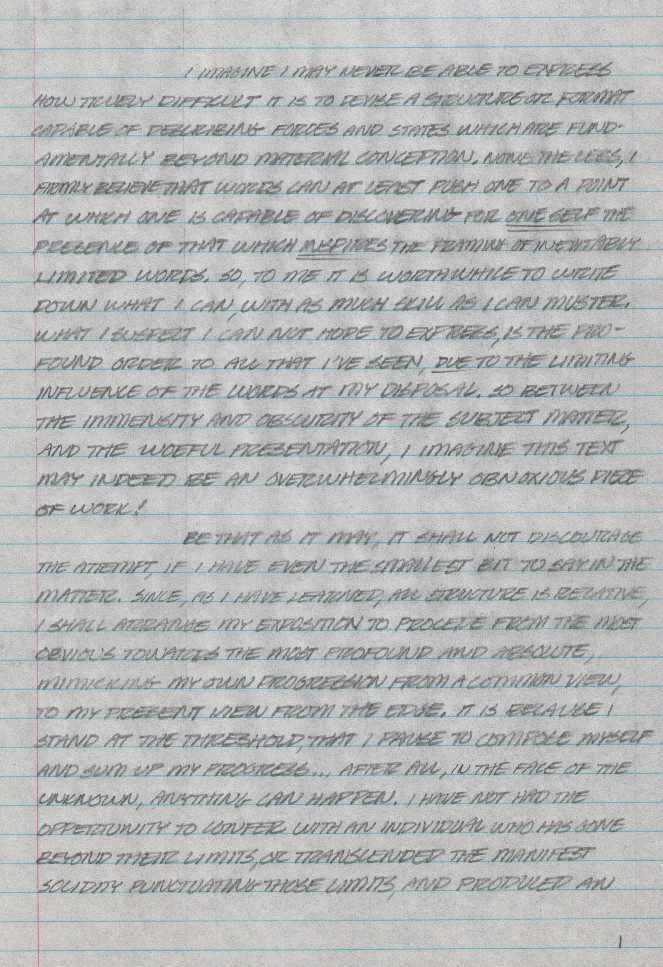 I IMAGINE I MAY NEVER BE ABLE TO EXPRESS
HOW TRUELY DIFFICULT IT IS TO DEVISE A STRUCTURE OR FORMAT
CAPABLE OF DESCRIBING FORCES AND STATES WHICH ARE FUND-
AMENTALLY BEYOND MATERIAL CONCEPTION. NONE THE LESS, I
FIRMLY BELIEVE THAT WORDS CAN AT LEAST PUSH ONE TO A POINT
AT WHICH ONE IS CAPABLE OF DISCOVERING FOR ONE SELF THE
PRESENCE OF THAT WHICH INSPIRES THE FRAMING OF INEVITABLY
LIMITED WORDS. SO, TO ME IT IS WORTHWHILE TO WRITE
DOWN WHAT I CAN, WITH AS MUCH SKILL AS I CAN MUSTER.
WHAT I SUSPECT I CAN NOT HOPE TO EXPRESS, IS THE PRO-
FOUND ORDER TO ALL THAT I'VE SEEN, DUE TO THE LIMITING
INFLUENCE OF THE WORDS AT MY DISPOSAL. SO BETWEEN
THE IMMENSITY AND OBSCURITY OF THE SUBJECT MATTER,
AND THE WOEFUL PRESENTATION, I IMAGINE THIS TEXT
MAY INDEED BE AN OVERWHELMINGLY OBNOXIOUS PIECE
OF WORK!
BE THAT AS IT MAY, IT SHALL NOT DISCOURAGE
THE ATTEMPT, IF I HAVE EVEN THE SMALLEST BIT TO SAY IN THE
MATTER. SINCE, AS I HAVE LEARNED, ALL STRUCTURE IS RELATIVE,
I SHALL ARRANGE MY EXPOSITION TO PROCEDE FROM THE MOST
OBVIOUS TOWARDS THE MOST PROFOUND AND ABSOLUTE,
MIMICKING MY OWN PROGRESSION FROM A COMMON VIEW,
TO MY PRESENT VIEW FROM THE EDGE. IT IS BECAUSE I
STAND AT THE THRESHOLD, THAT I PAUSE TO COMPOSE MYSELF
AND SUM UP MY PROGRESS... AFTER ALL, IN THE FACE OF THE
UNKNOWN, ANYTHING CAN HAPPEN. I HAVE NOT HAD THE
OPPERTUNITY TO CONFER WITH AN INDIVIDUAL WHO HAS GONE
BEYOND THEIR LIMITS, OR TRANSCENDED THE MANIFEST
SOLIDITY PUNCTUATING THOSE LIMITS, AND PRODUCED AN
1